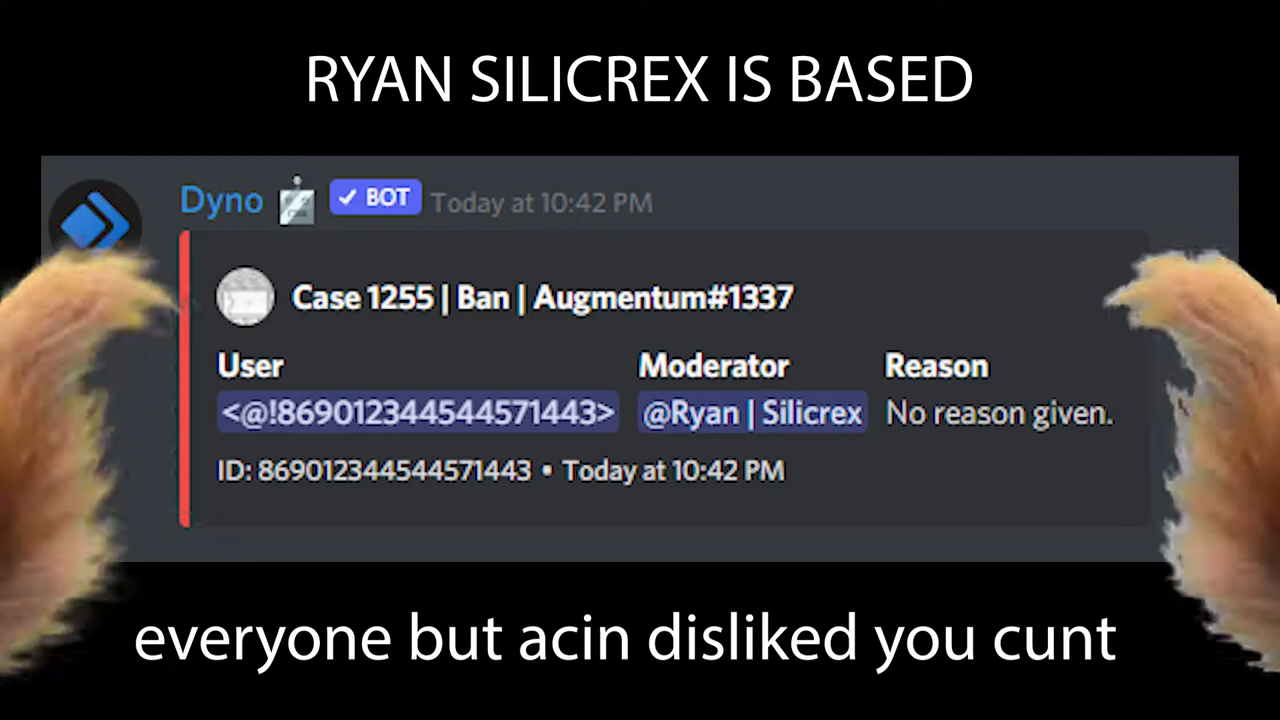 RYAN SILICREX IS BASED
Dyno BOT Today at 10:42 PM
Case 1255 | Ban | Augmentum#1337
User Moderator Reason
<@!869012344544571443> @Ryan | Silicrex No reason given.
ID: 869012344544571443 • Today at 10:42 PM
everyone but acin disliked you cunt